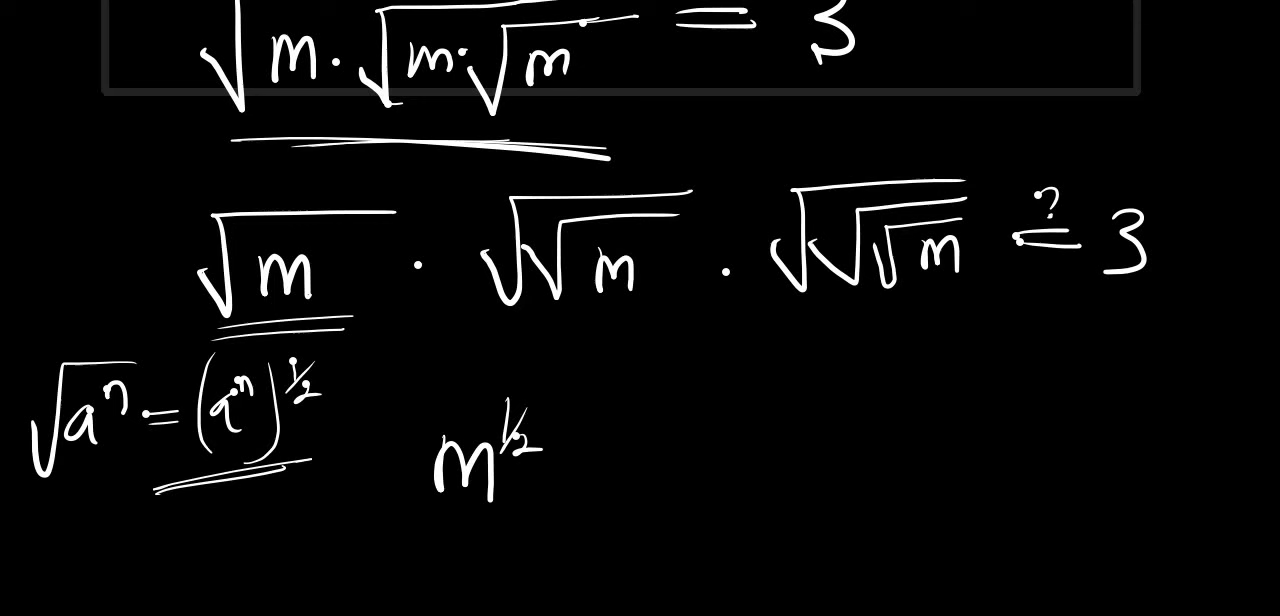 √(m·√(m·√m)) = 3
√m · √√m · √√√m ≟ 3
√aⁿ = (aⁿ)^1/2 m^1/2